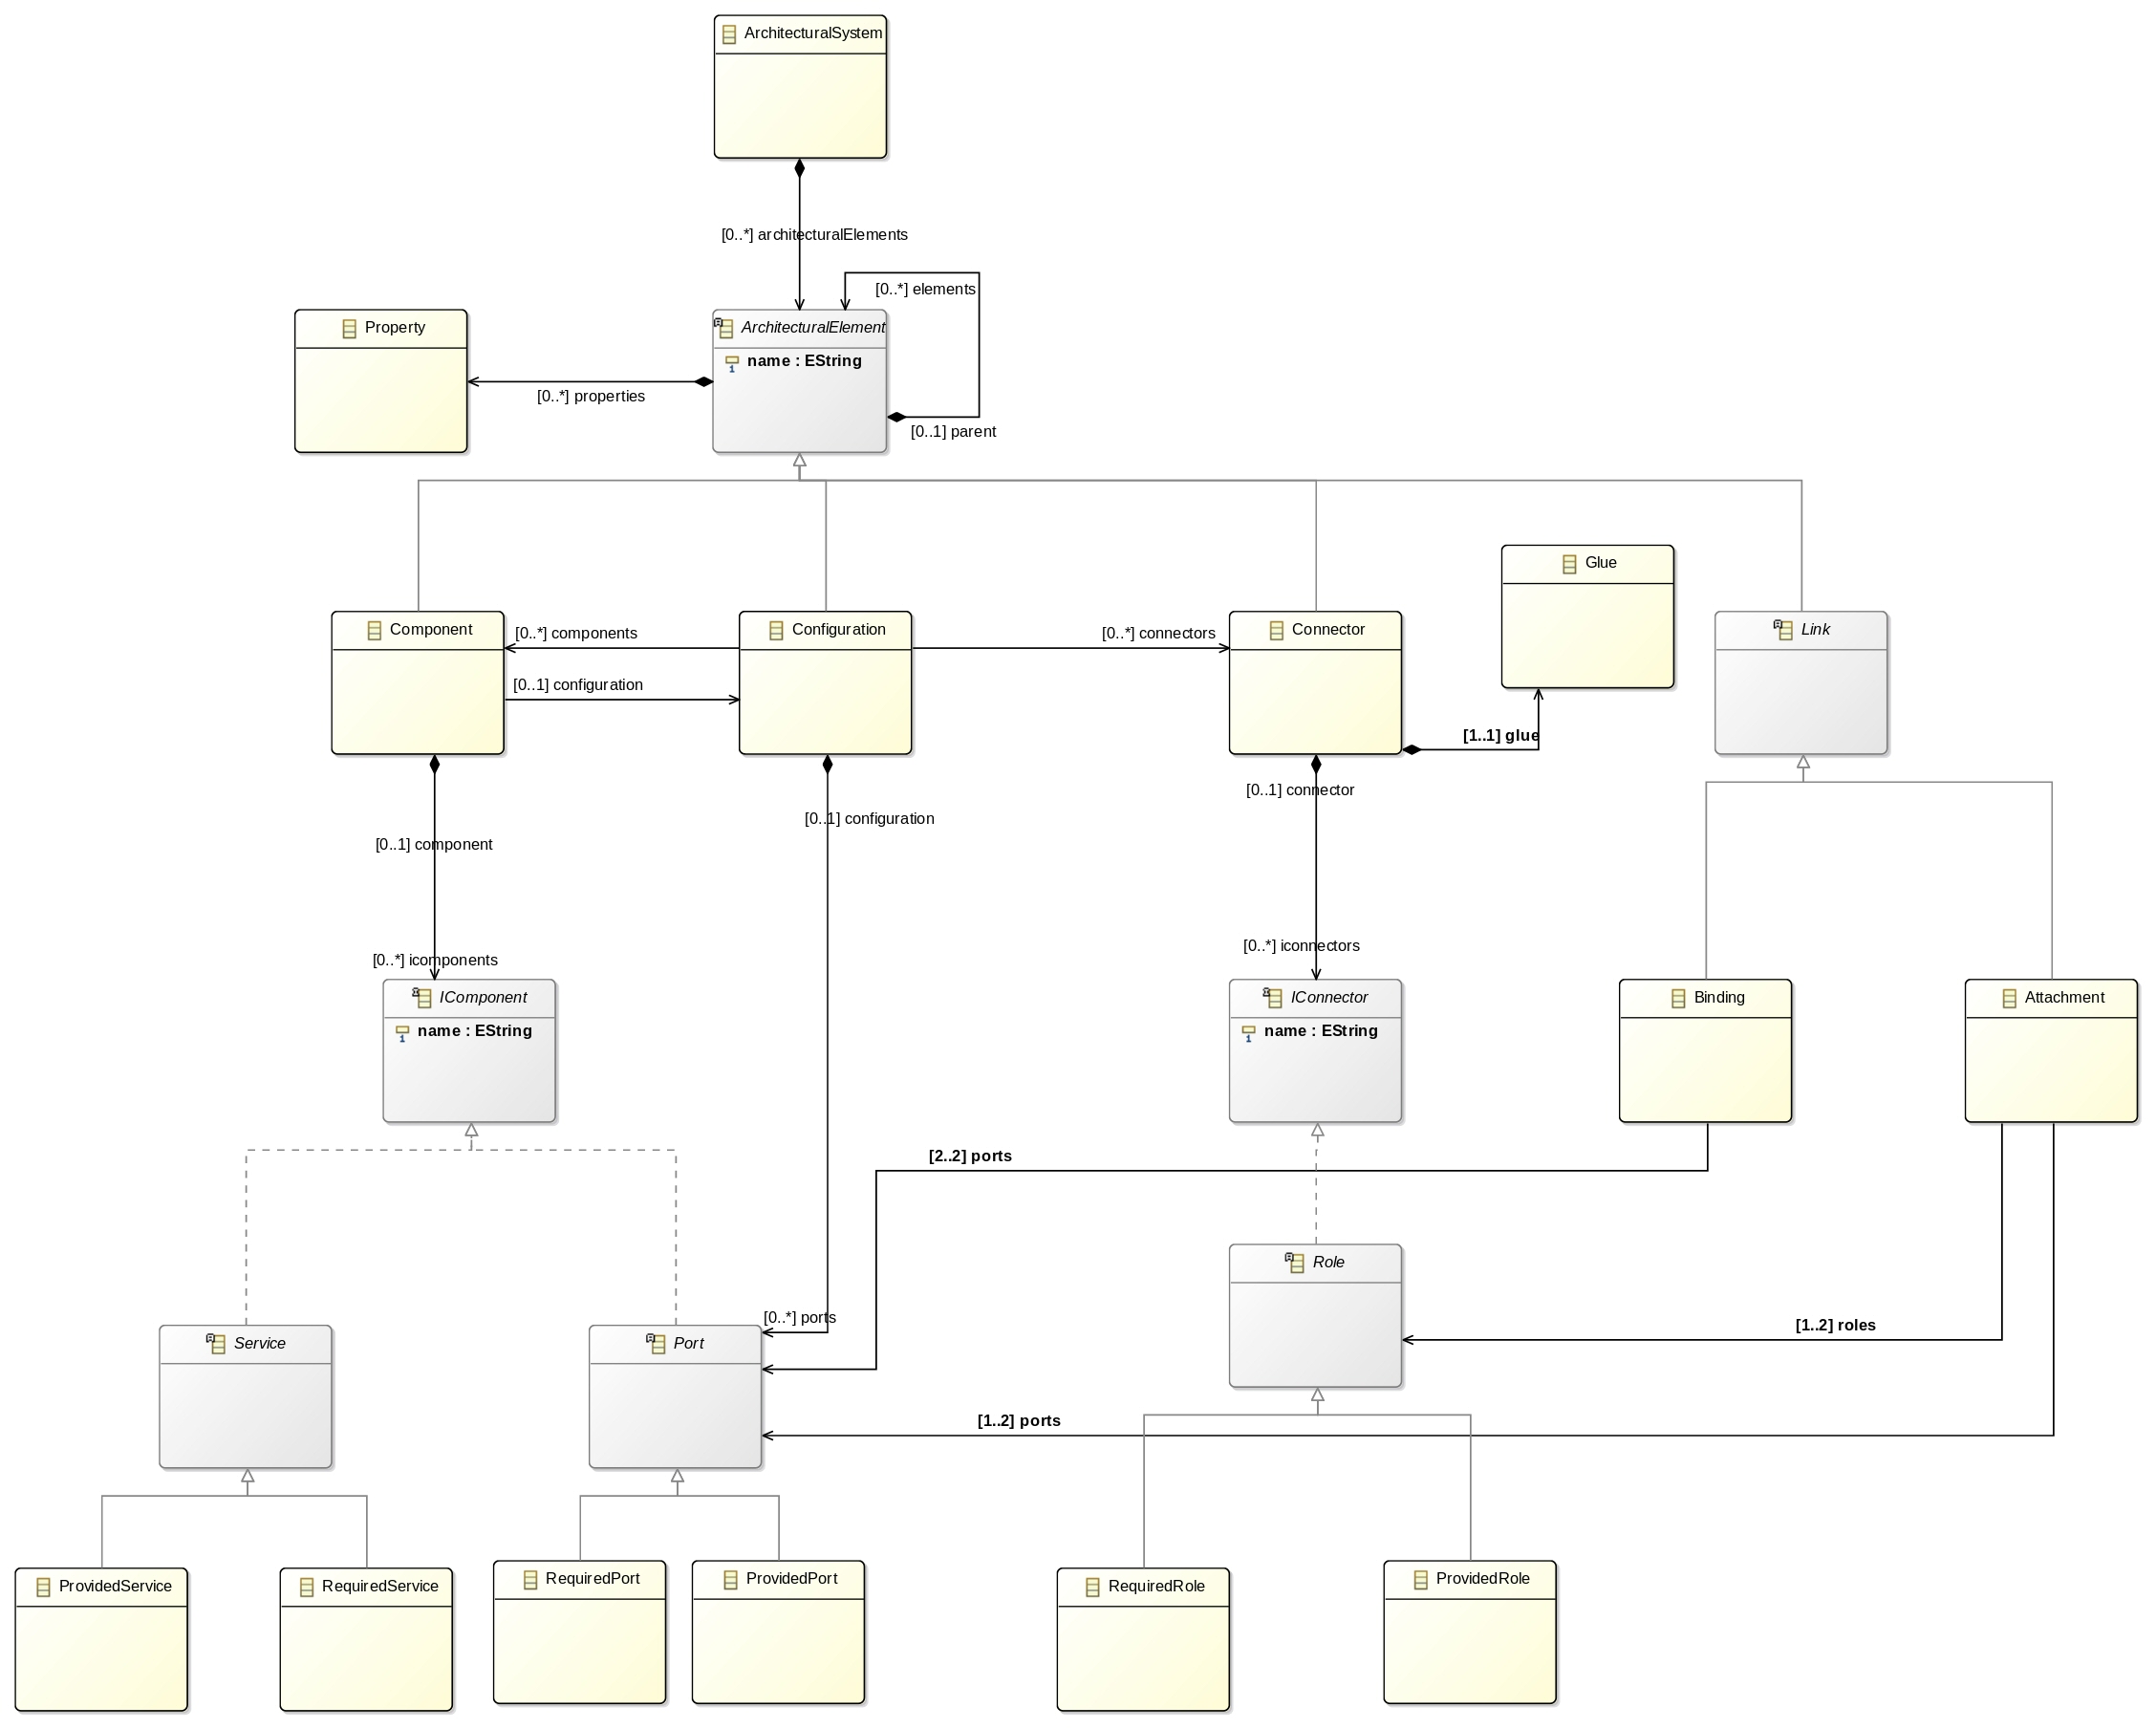 ArchitecturalSystem
[0..*] architecturalElements
[0..*] elements
Property
ArchitecturalElement
name : EString
[0..*] properties
[0..1] parent
Glue
Component
[0..*] components
Configuration
[0..*] connectors
Connector
Link
[0..1] configuration
[1..1] glue
[0..1] connector
[0..1] configuration
[0..1] component
[0..*] iconnectors
[0..*] icomponents
IComponent
name : EString
IConnector
name : EString
Binding
Attachment
[2..2] ports
Role
[0..*] ports
[1..2] roles
Service
Port
[1..2] ports
ProvidedService
RequiredService
RequiredPort
ProvidedPort
RequiredRole
ProvidedRole